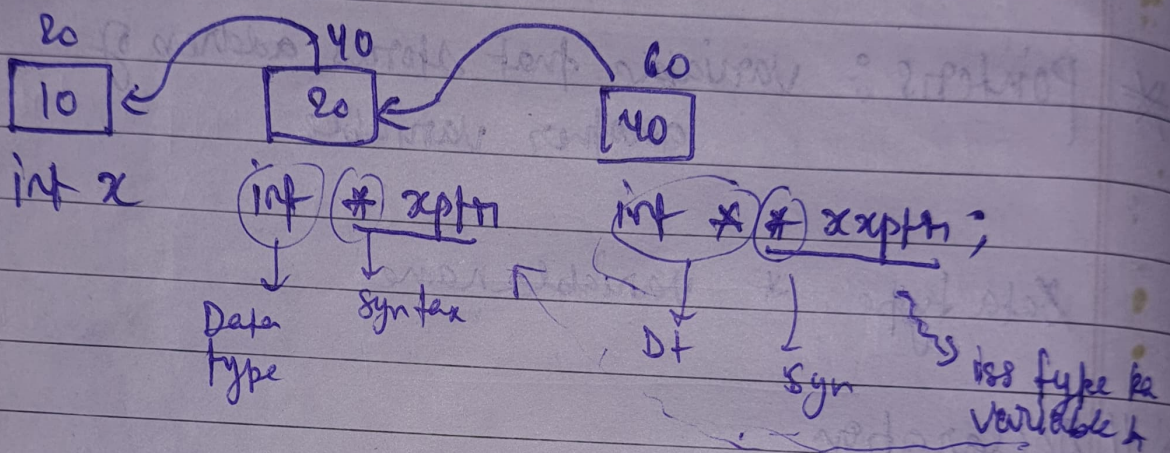 20 40 60
10 20 40
int x int * xptr int * * xxptr ;
Data type Syntax Dt Syn iss type ka variable h